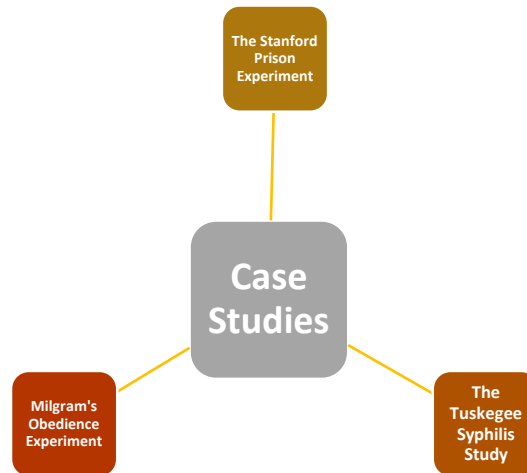 The Stanford
Prison
Experiment
Case
Studies
Milgram's
Obedience
Experiment
The
Tuskegee
Syphilis
Study